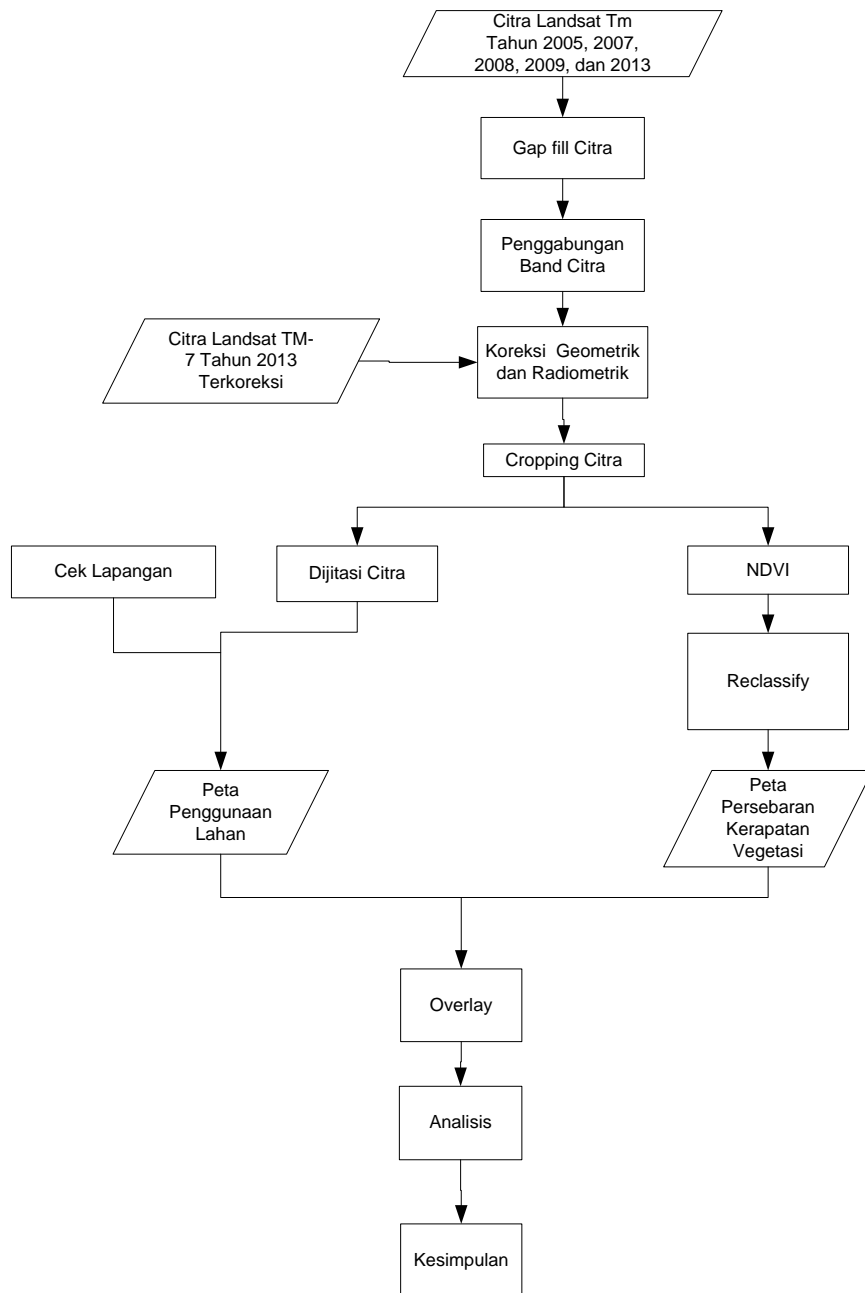 Citra Landsat Tm
Tahun 2005, 2007,
2008, 2009, dan 2013
Gap fill Citra
Penggabungan
Band Citra
Citra Landsat TM-
7 Tahun 2013
Terkoreksi
Koreksi Geometrik
dan Radiometrik
Cropping Citra
Cek Lapangan
Dijitasi Citra
NDVI
Reclassify
Peta
Penggunaan
Lahan
Peta
Persebaran
Kerapatan
Vegetasi
Overlay
Analisis
Kesimpulan